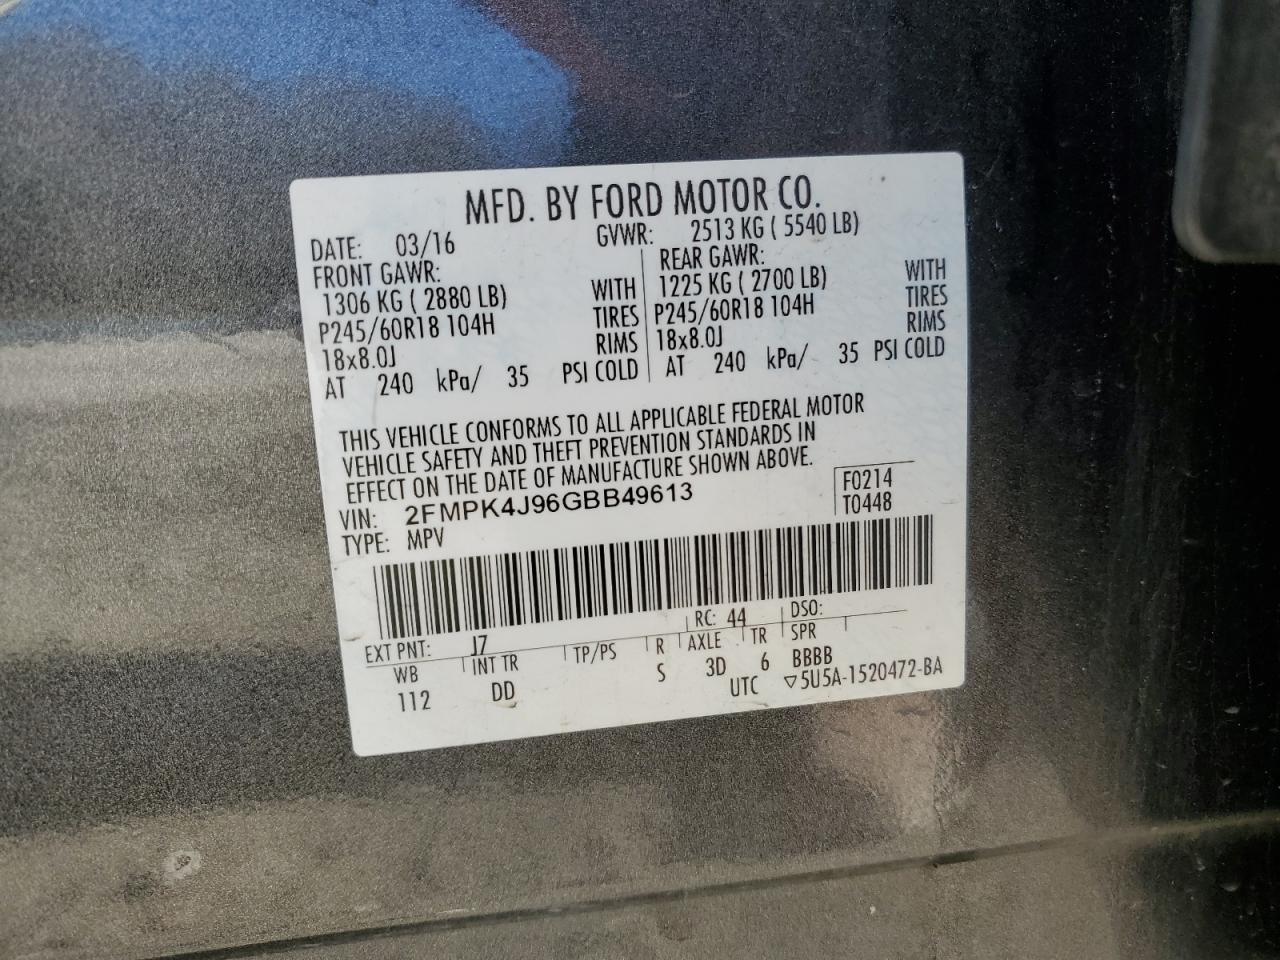 MFD. BY FORD MOTOR CO.
DATE: 03/16 GVWR: 2513 KG ( 5540 LB)
FRONT GAWR: REAR GAWR:
1306 KG ( 2880 LB) WITH 1225 KG ( 2700 LB) WITH
P245/60R18 104H TIRES P245/60R18 104H TIRES
18x8.0J RIMS 18x8.0J RIMS
AT 240 kPa/ 35 PSI COLD AT 240 kPa/ 35 PSI COLD
THIS VEHICLE CONFORMS TO ALL APPLICABLE FEDERAL MOTOR
VEHICLE SAFETY AND THEFT PREVENTION STANDARDS IN
EFFECT ON THE DATE OF MANUFACTURE SHOWN ABOVE.
VIN: 2FMPK4J96GBB49613 F0214
TYPE: MPV T0448
EXT PNT: J7 RC: 44 DSO:
WB INT TR TP/PS R AXLE TR SPR
112 DD S 3D 6 BBBB
UTC ▽5U5A-1520472-BA